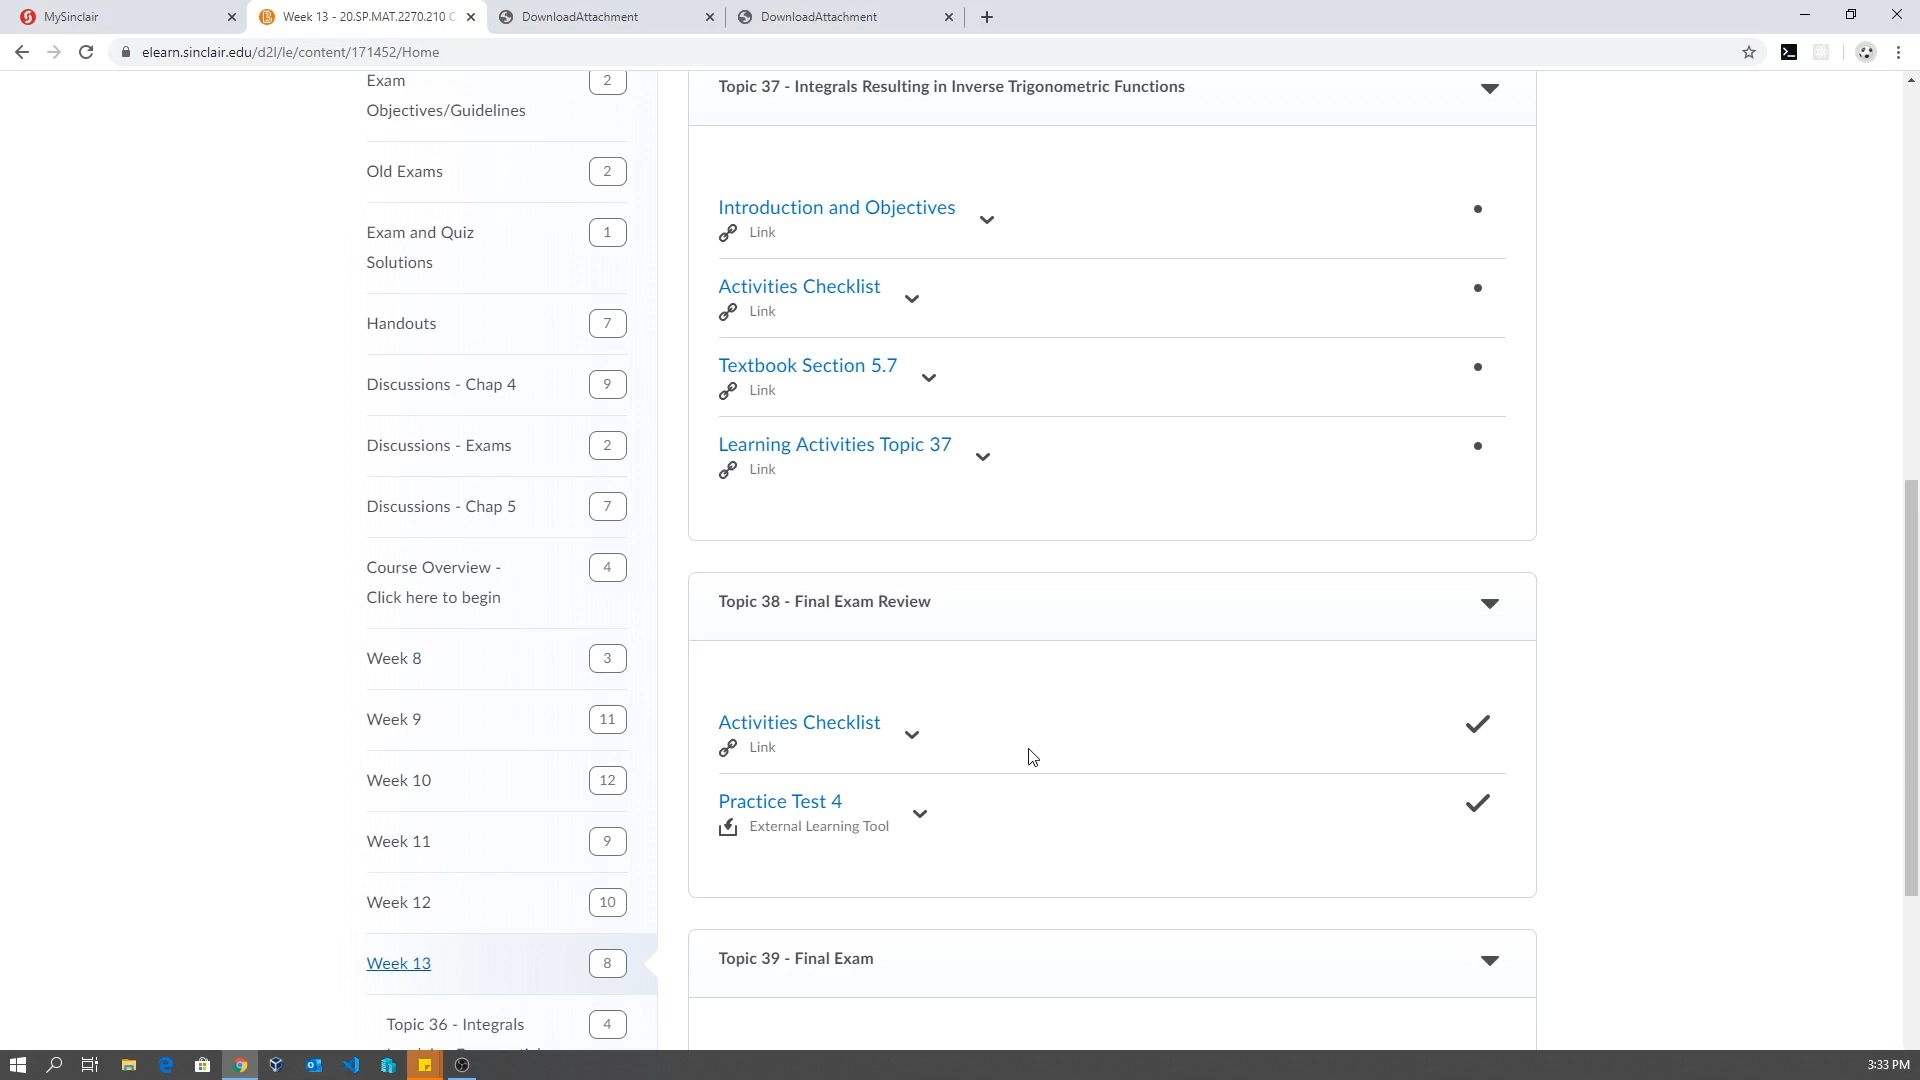 MySinclair
Week 13 - 20.SP.MAT.2270.210 C
DownloadAttachment
DownloadAttachment
elearn.sinclair.edu/d2l/le/content/171452/Home
Exam
Objectives/Guidelines
2
Old Exams
2
Exam and Quiz
Solutions
1
Handouts
7
Discussions - Chap 4
9
Discussions - Exams
2
Discussions - Chap 5
7
Course Overview -
Click here to begin
4
Week 8
3
Week 9
11
Week 10
12
Week 11
9
Week 12
10
Week 13
8
Topic 36 - Integrals
4
Topic 37 - Integrals Resulting in Inverse Trigonometric Functions
Introduction and Objectives
Link
Activities Checklist
Link
Textbook Section 5.7
Link
Learning Activities Topic 37
Link
Topic 38 - Final Exam Review
Activities Checklist
Link
Practice Test 4
External Learning Tool
Topic 39 - Final Exam
3:33 PM